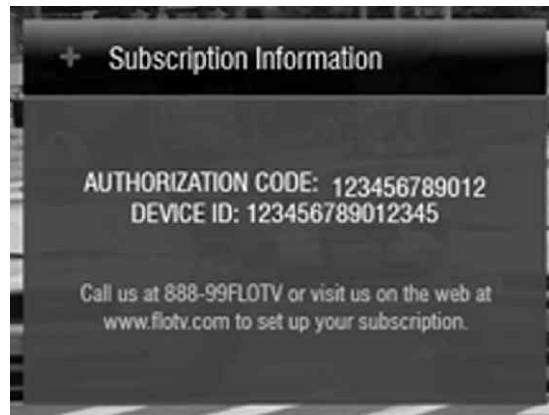 + Subscription Information
AUTHORIZATION CODE: 123456789012
DEVICE ID: 123456789012345
Call us at 888-99FLOTV or visit us on the web at
www.flotv.com to set up your subscription.